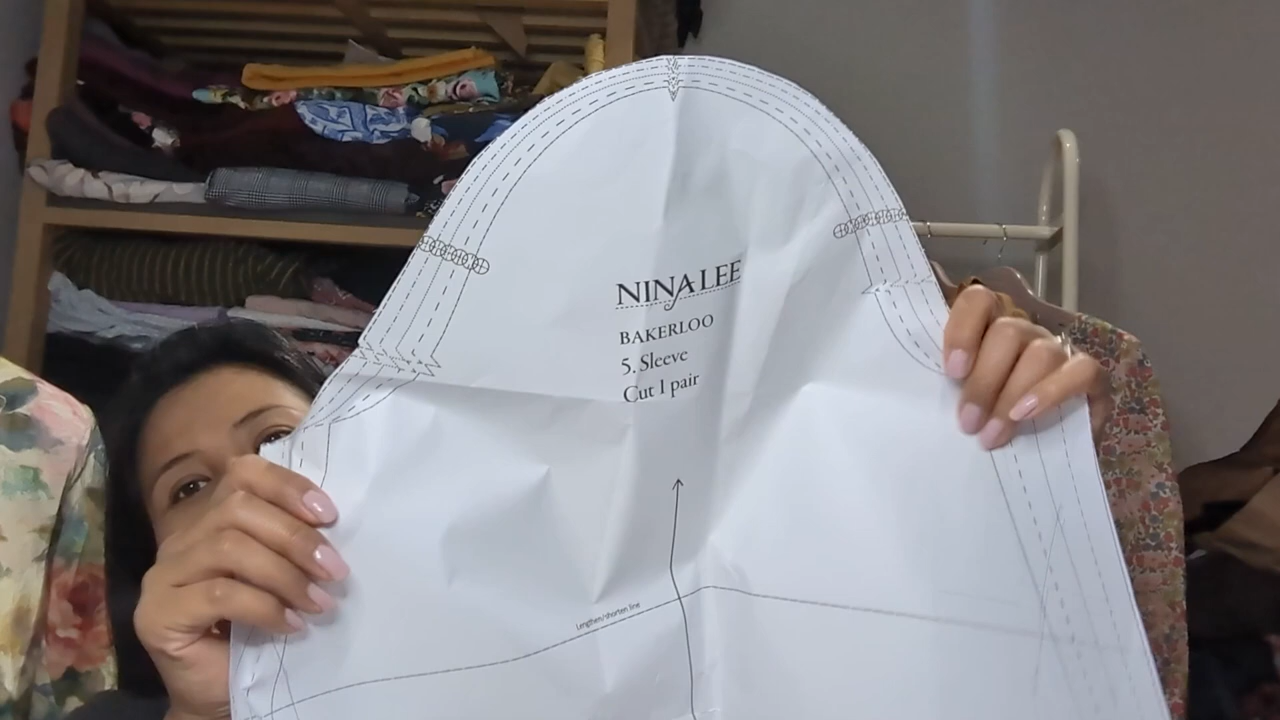 NINA LEE
BAKERLOO
5. Sleeve
Cut 1 pair
Lengthen/shorten line